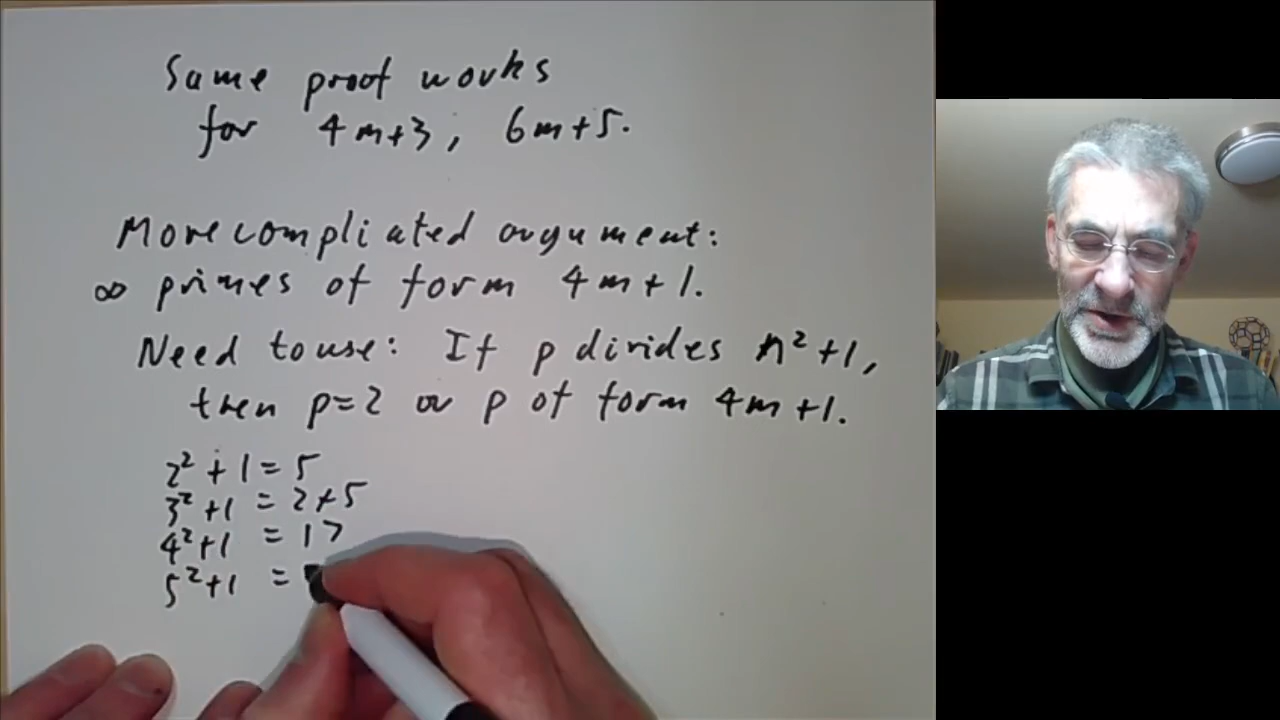 Same proof works
for 4m+3, 6m+5.
More compliated argument:
∞ primes of form 4m+1.
Need to use: If p divides n²+1,
then p=2 or p of form 4m+1.
2²+1=5
3²+1 = 2×5
4²+1 = 17
5²+1 =